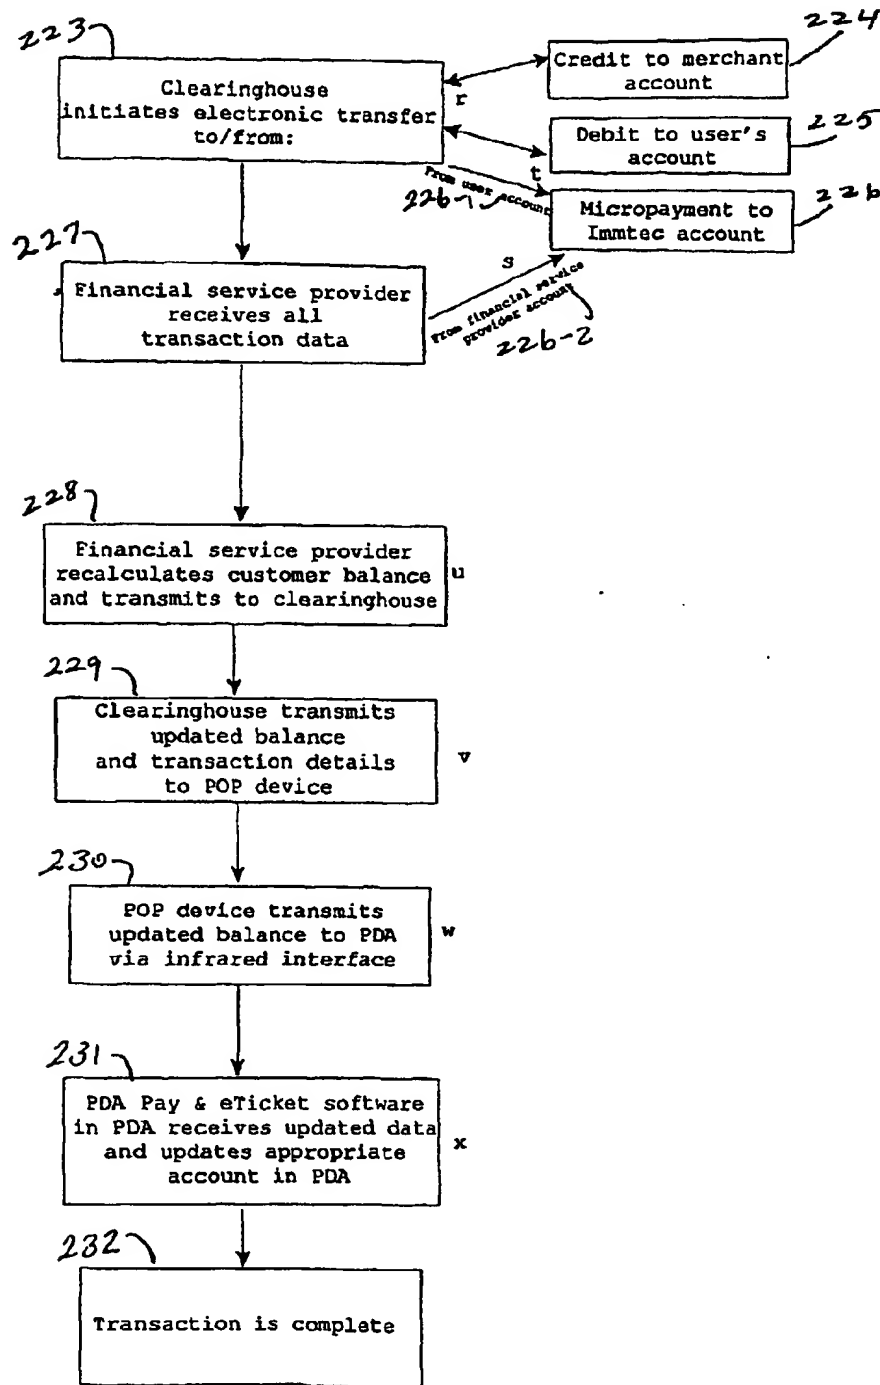 223
Clearinghouse
initiates electronic transfer
to/from:
r
224
Credit to merchant
account
225
Debit to user's
account
t
From user account
226-1
226
Micropayment to
Immtec account
227
Financial service provider
receives all
transaction data
s
From financial service
provider account
226-2
228
Financial service provider
recalculates customer balance
and transmits to clearinghouse
u
229
Clearinghouse transmits
updated balance
and transaction details
to POP device
v
230
POP device transmits
updated balance to PDA
via infrared interface
w
231
PDA Pay & eTicket software
in PDA receives updated data
and updates appropriate
account in PDA
x
232
Transaction is complete